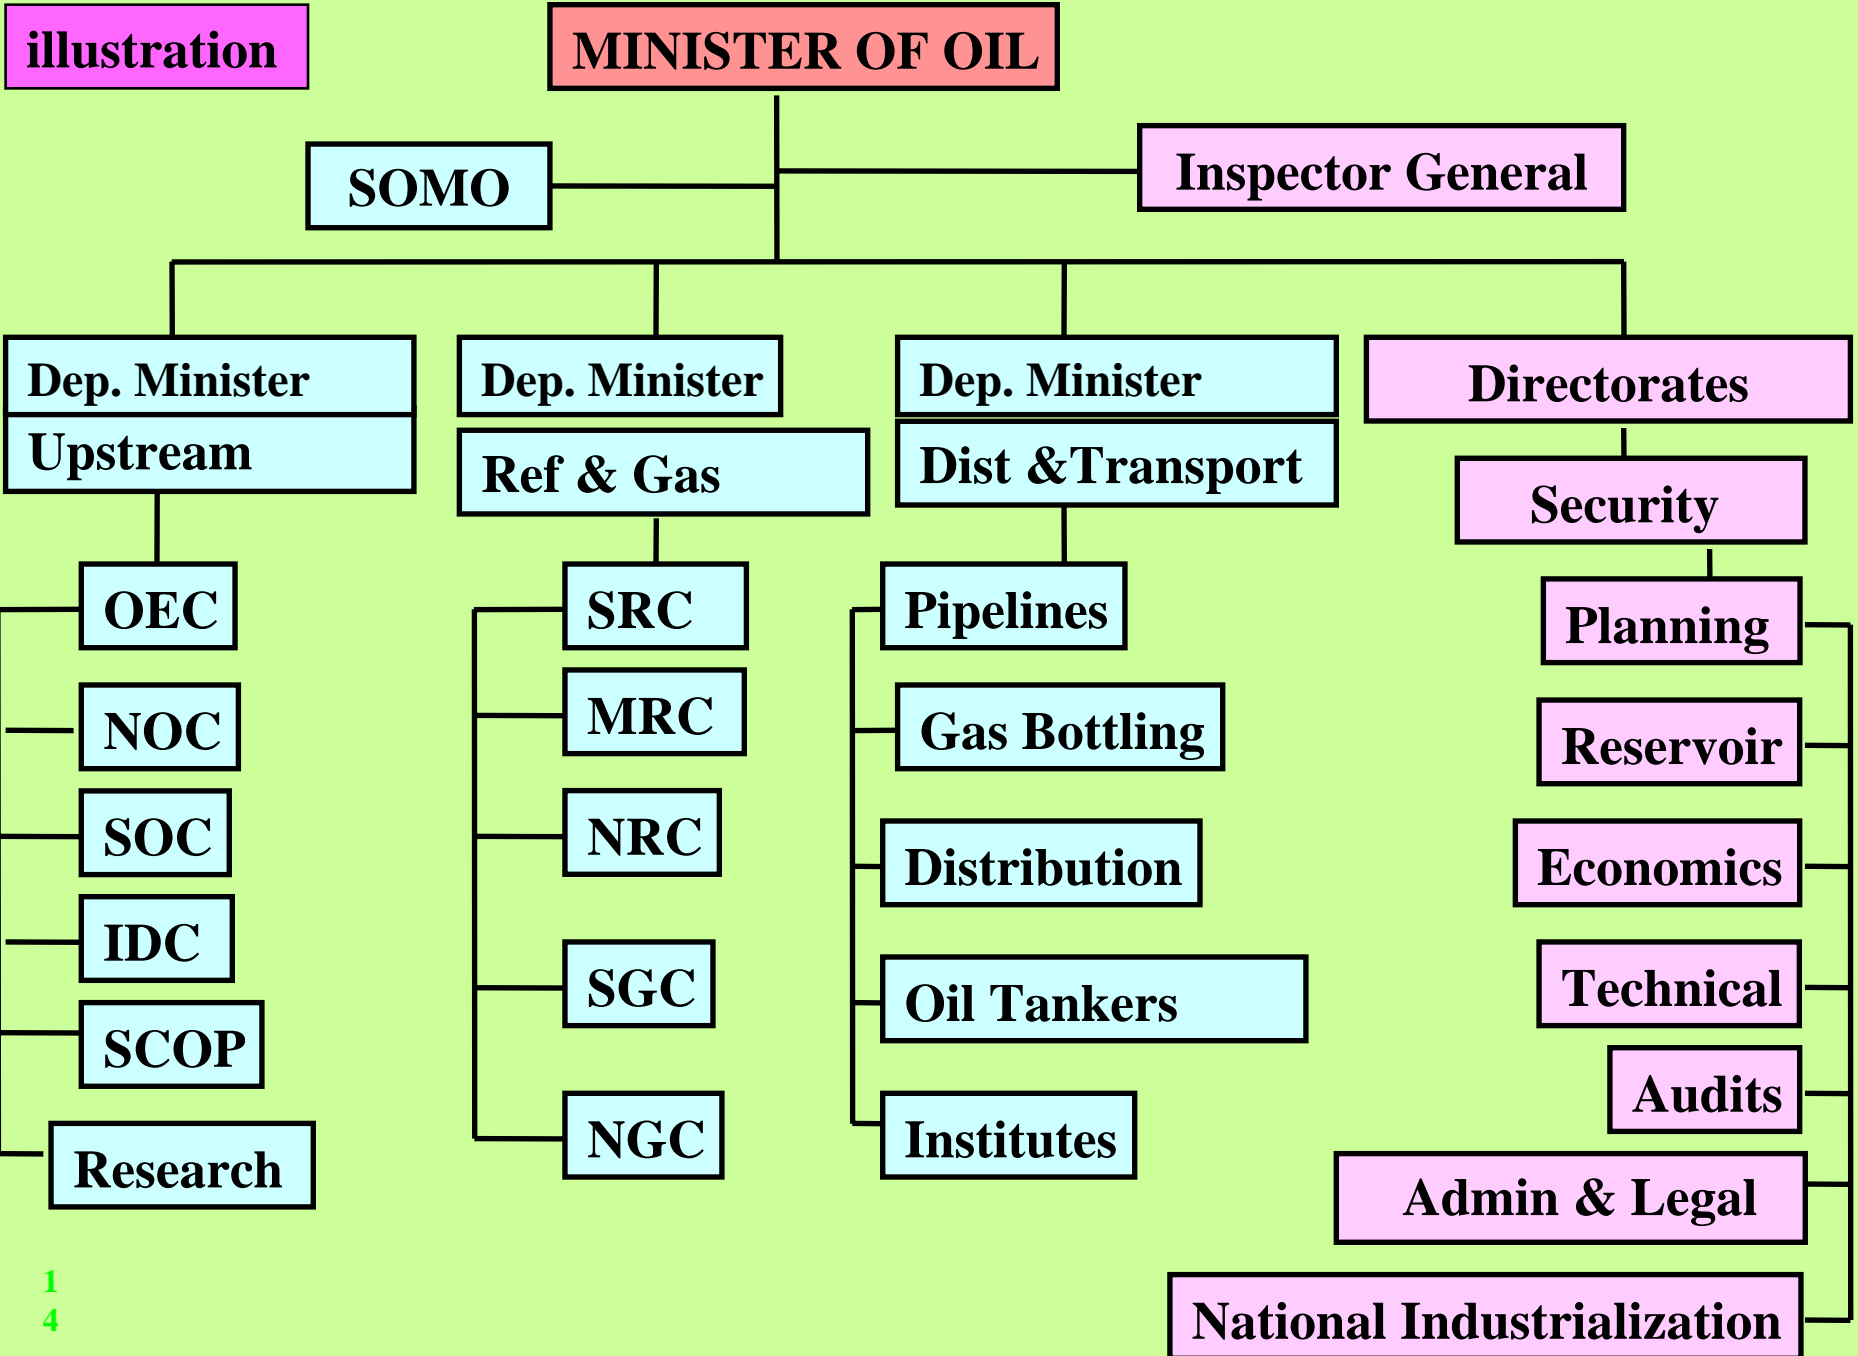 illustration
MINISTER OF OIL
SOMO
Inspector General
Dep. Minister
Upstream
OEC
NOC
SOC
IDC
SCOP
Research
Dep. Minister
Ref & Gas
SRC
MRC
NRC
SGC
NGC
Dep. Minister
Dist &Transport
Pipelines
Gas Bottling
Distribution
Oil Tankers
Institutes
Directorates
Security
Planning
Reservoir
Economics
Technical
Audits
Admin & Legal
National Industrialization
1
4